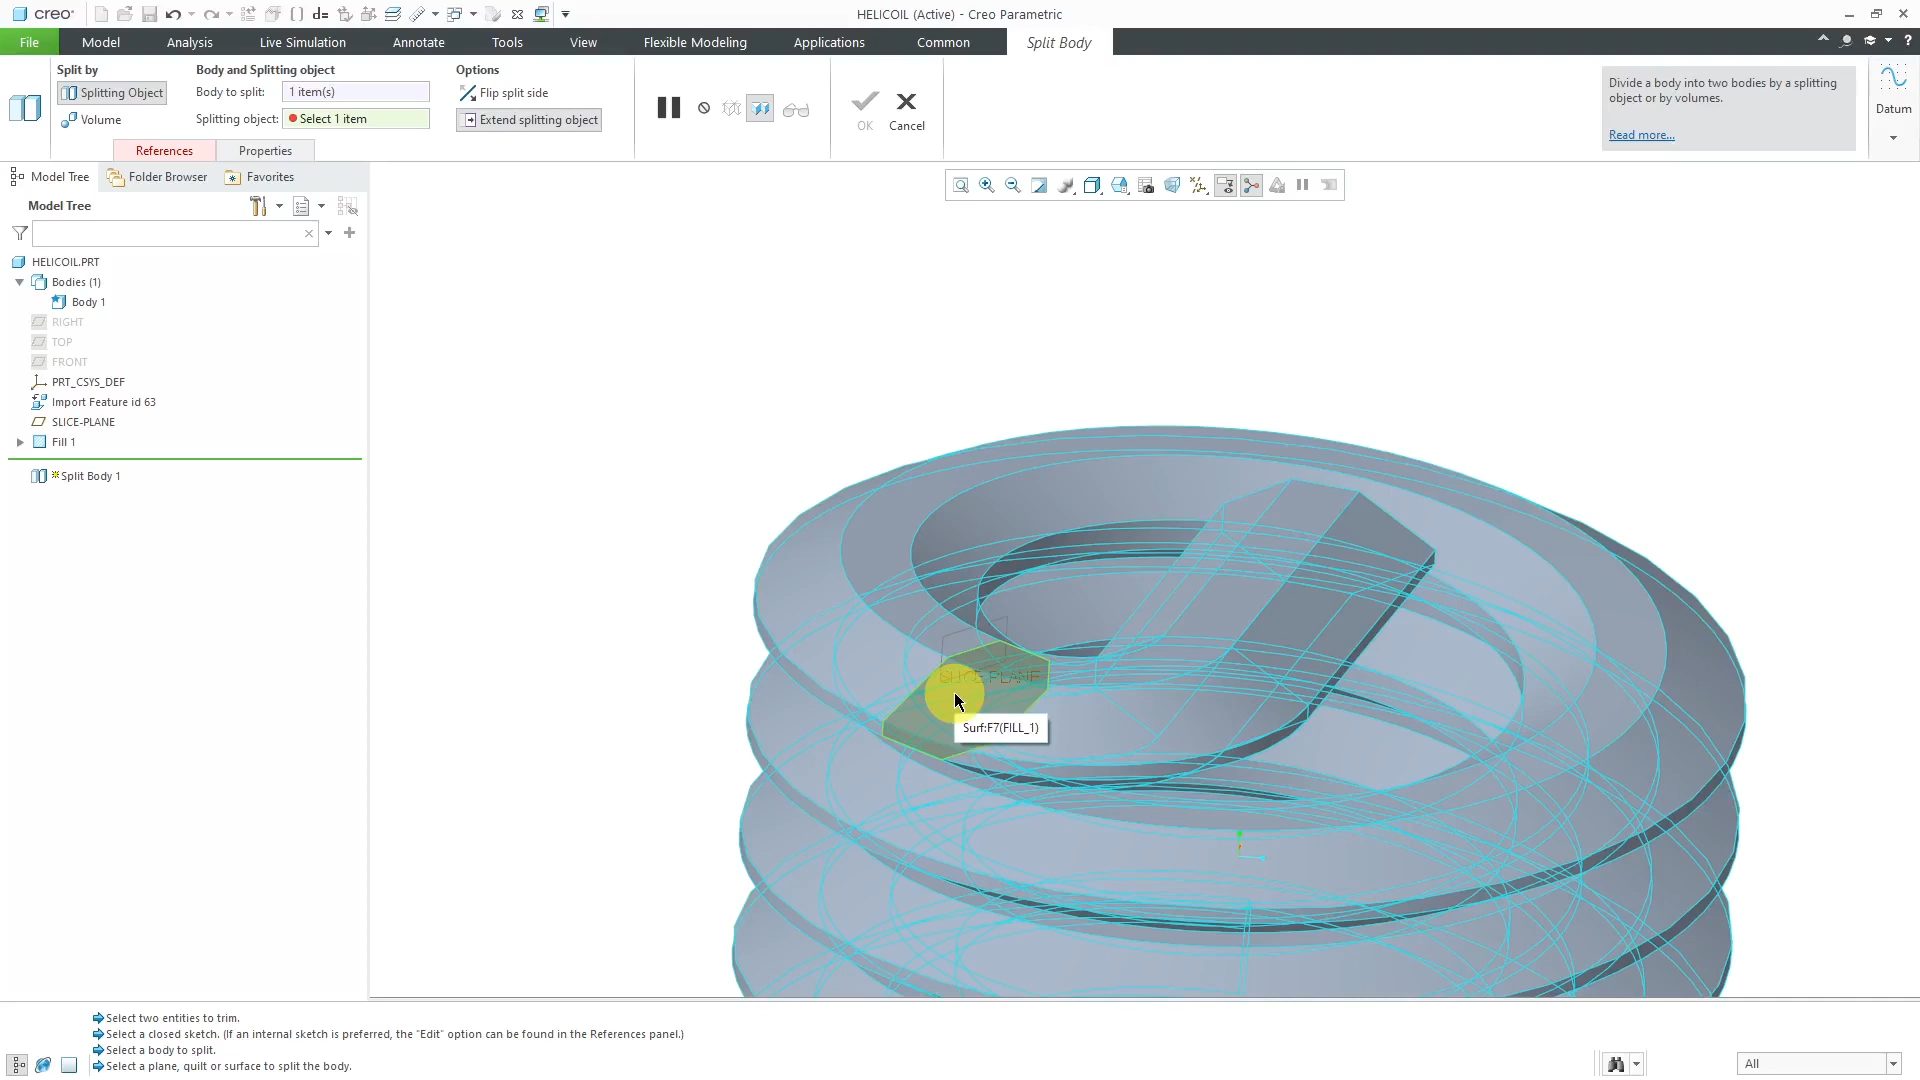 creo
HELICOIL (Active) - Creo Parametric
File
Model
Analysis
Live Simulation
Annotate
Tools
View
Flexible Modeling
Applications
Common
Split Body
Split by
Splitting Object
Volume
Body and Splitting object
Body to split: 1 item(s)
Splitting object: Select 1 item
Options
Flip split side
Extend splitting object
OK
Cancel
Divide a body into two bodies by a splitting
object or by volumes.
Read more...
Datum
References
Properties
Model Tree
Folder Browser
Favorites
Model Tree
HELICOIL.PRT
Bodies (1)
Body 1
RIGHT
TOP
FRONT
PRT_CSYS_DEF
Import Feature id 63
SLICE-PLANE
Fill 1
Split Body 1
SLICE-PLANE
Surf:F7(FILL_1)
Select two entities to trim.
Select a closed sketch. (If an internal sketch is preferred, the "Edit" option can be found in the References panel.)
Select a body to split.
Select a plane, quilt or surface to split the body.
All